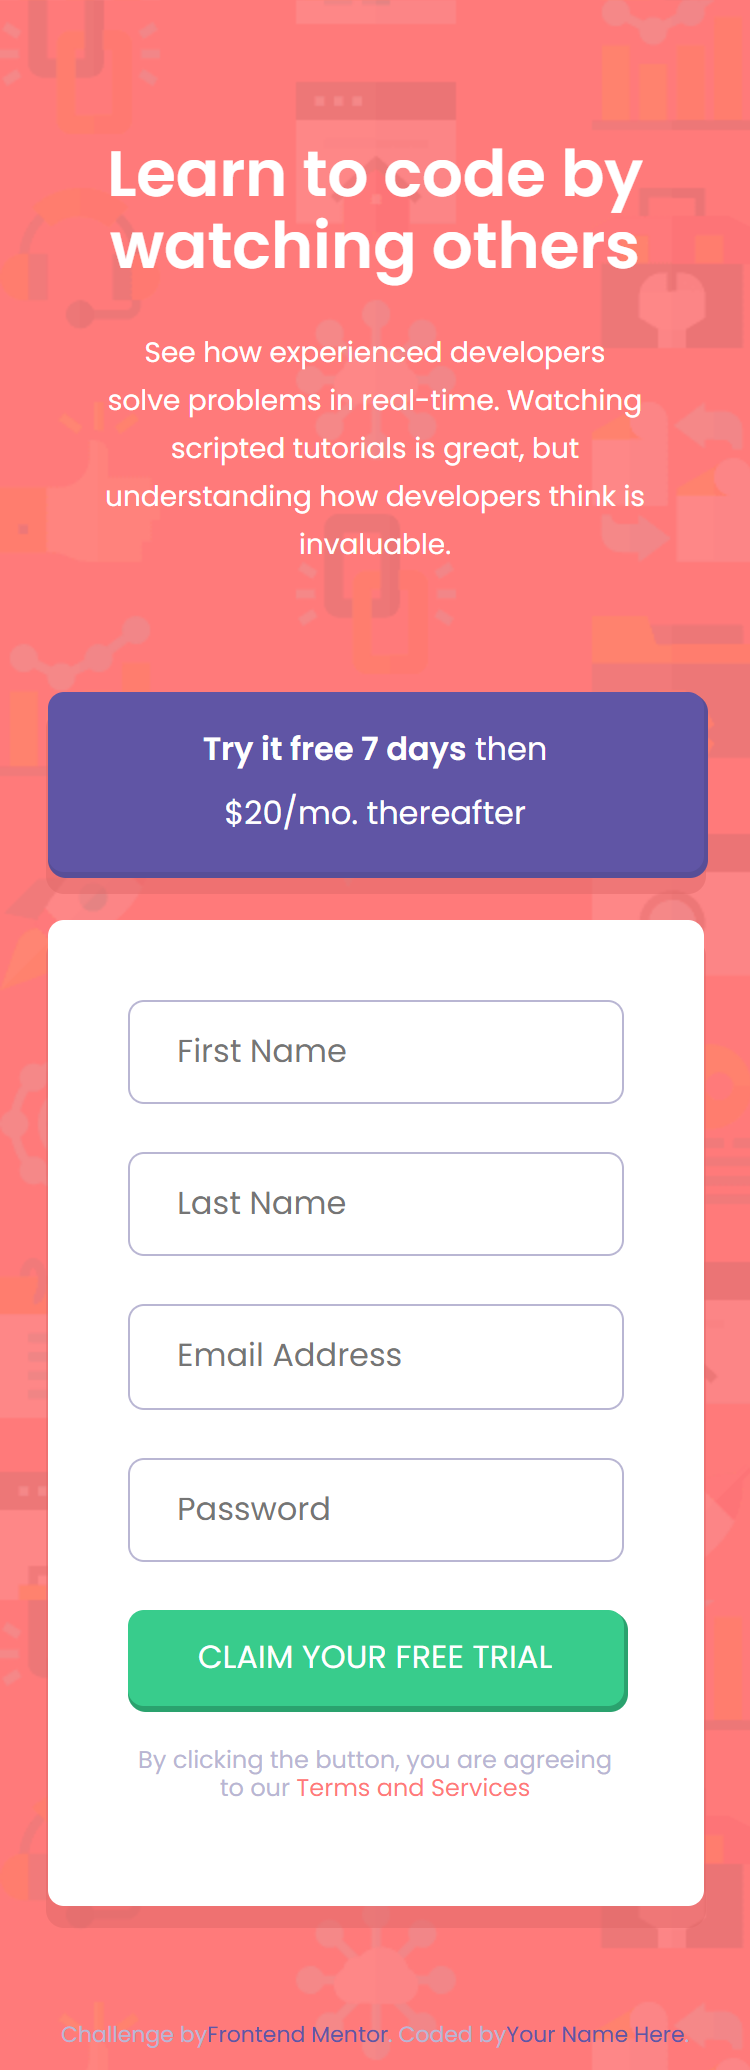 Learn to code by
watching others
See how experienced developers
solve problems in real-time. Watching
scripted tutorials is great, but
understanding how developers think is
invaluable.
Try it free 7 days then
$20/mo. thereafter
First Name
Last Name
Email Address
Password
CLAIM YOUR FREE TRIAL
By clicking the button, you are agreeing
to our Terms and Services
Challenge byFrontend Mentor. Coded byYour Name Here.